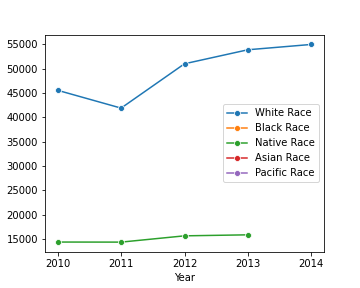 55000
50000
45000
40000
35000
30000
25000
20000
15000
White Race
Black Race
Native Race
Asian Race
Pacific Race
2010 2011 2012 2013 2014
Year